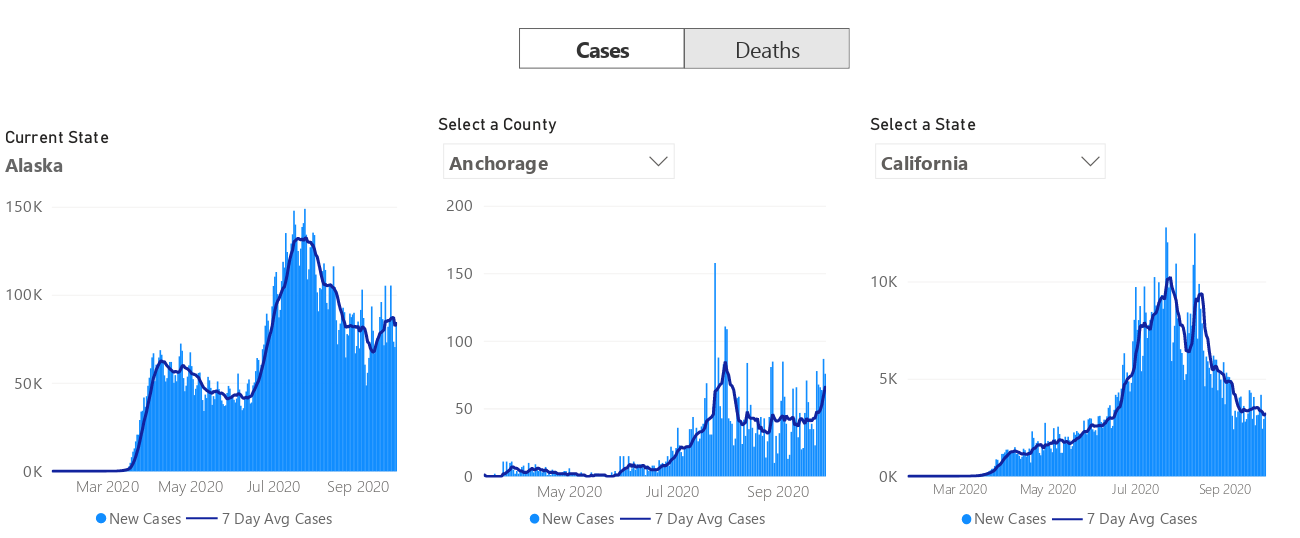 Cases
Deaths
Current State
Alaska
150K
100K
50K
0K
Mar 2020 May 2020 Jul 2020 Sep 2020
New Cases 7 Day Avg Cases
Select a County
Anchorage
200
150
100
50
0
May 2020 Jul 2020 Sep 2020
New Cases 7 Day Avg Cases
Select a State
California
10K
5K
0K
Mar 2020 May 2020 Jul 2020 Sep 2020
New Cases 7 Day Avg Cases